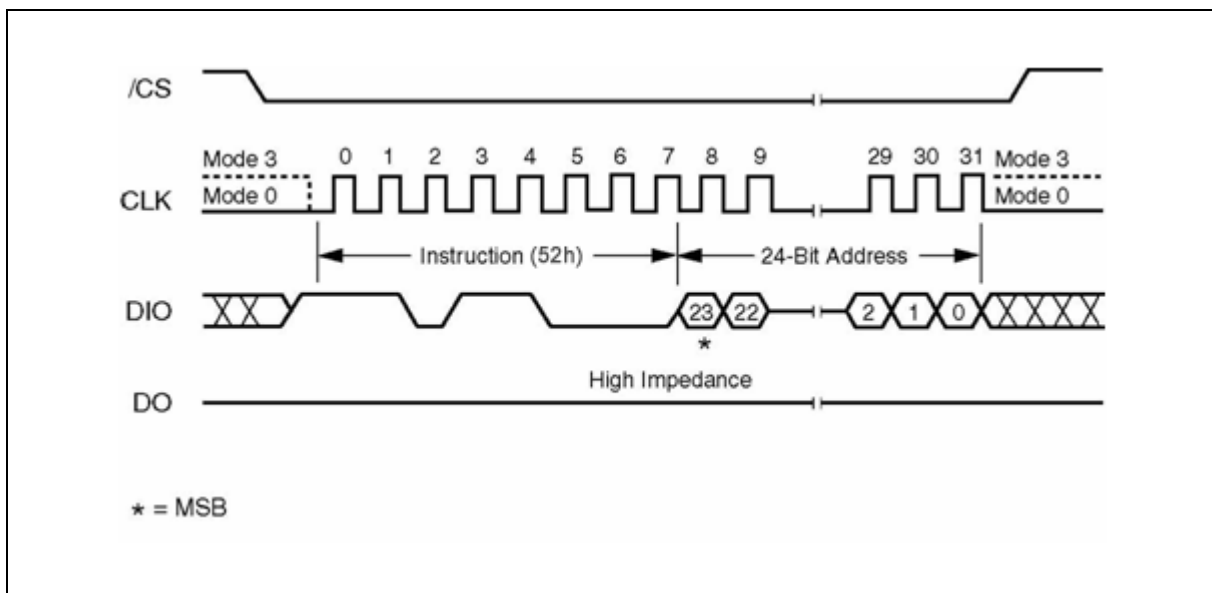 /CS
Mode 3 0 1 2 3 4 5 6 7 8 9 29 30 31 Mode 3
CLK Mode 0 Mode 0
Instruction (52h) 24-Bit Address
DIO 23 22 2 1 0
*
High Impedance
DO
* = MSB